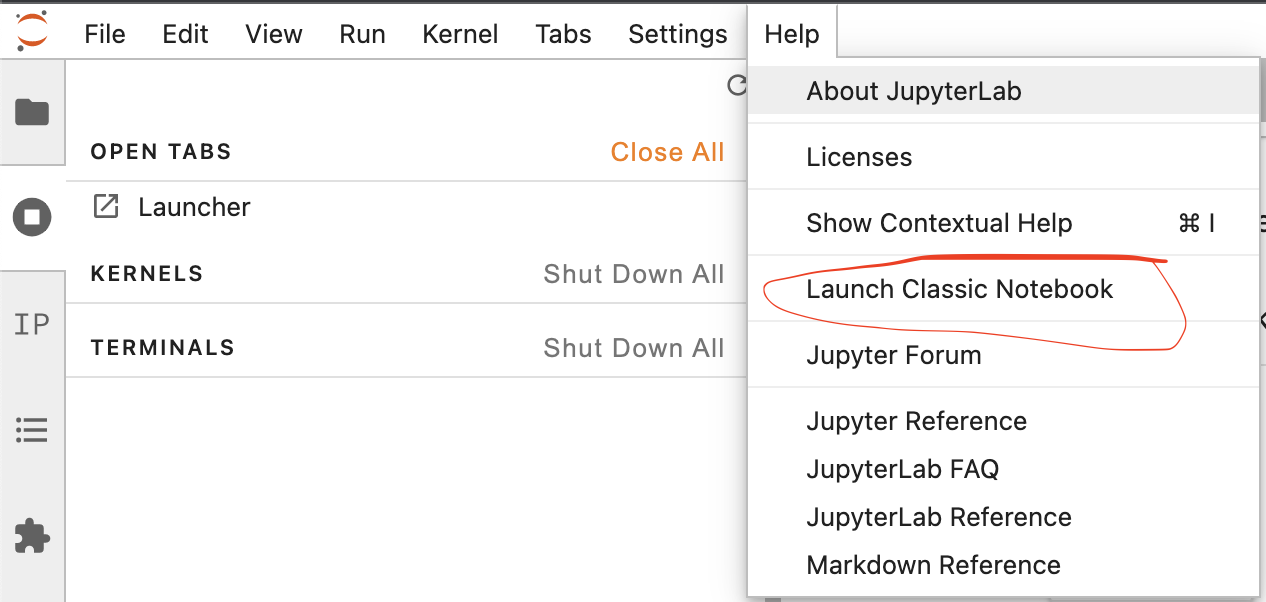 File Edit View Run Kernel Tabs Settings Help
About JupyterLab
OPEN TABS Close All
Licenses
Launcher
Show Contextual Help ⌘ I
KERNELS Shut Down All
Launch Classic Notebook
IP
TERMINALS Shut Down All
Jupyter Forum
Jupyter Reference
JupyterLab FAQ
JupyterLab Reference
Markdown Reference